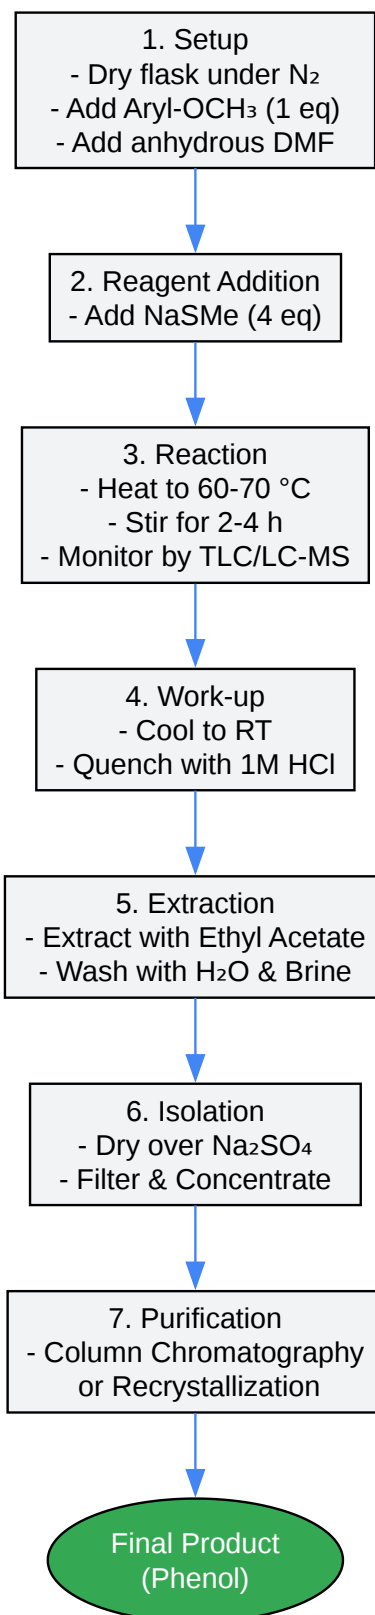 1. Setup
- Dry flask under N₂
- Add Aryl-OCH₃ (1 eq)
- Add anhydrous DMF
2. Reagent Addition
- Add NaSMe (4 eq)
3. Reaction
- Heat to 60-70 °C
- Stir for 2-4 h
- Monitor by TLC/LC-MS
4. Work-up
- Cool to RT
- Quench with 1M HCl
5. Extraction
- Extract with Ethyl Acetate
- Wash with H₂O & Brine
6. Isolation
- Dry over Na₂SO₄
- Filter & Concentrate
7. Purification
- Column Chromatography
or Recrystallization
Final Product
(Phenol)